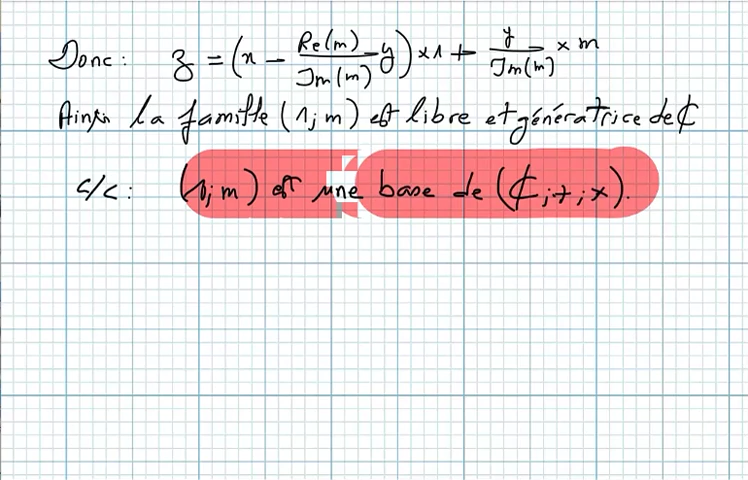 Donc : z = (x - Re(m)/Im(m) y) × 1 + y/Im(m) × m
Ainsi la famille (1; m) est libre et génératrice de ℂ
c/c : (1; m) est une base de (ℂ; +; ×).